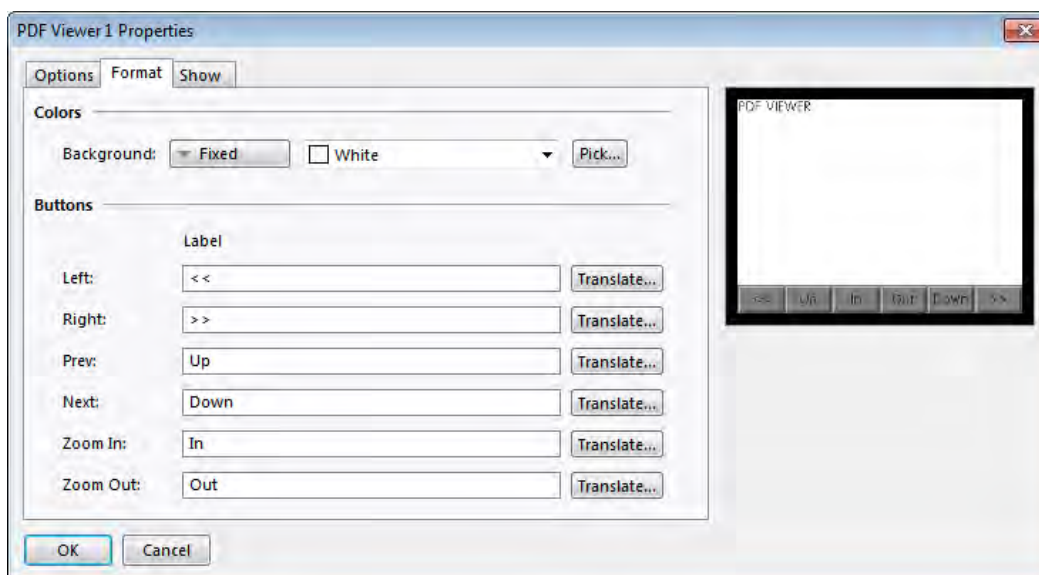 PDF Viewer 1 Properties
Options Format Show
Colors
Background: Fixed White Pick...
Buttons
Label
Left: << Translate...
Right: >> Translate...
Prev: Up Translate...
Next: Down Translate...
Zoom In: In Translate...
Zoom Out: Out Translate...
OK Cancel
PDF VIEWER
<< Up In Out Down >>